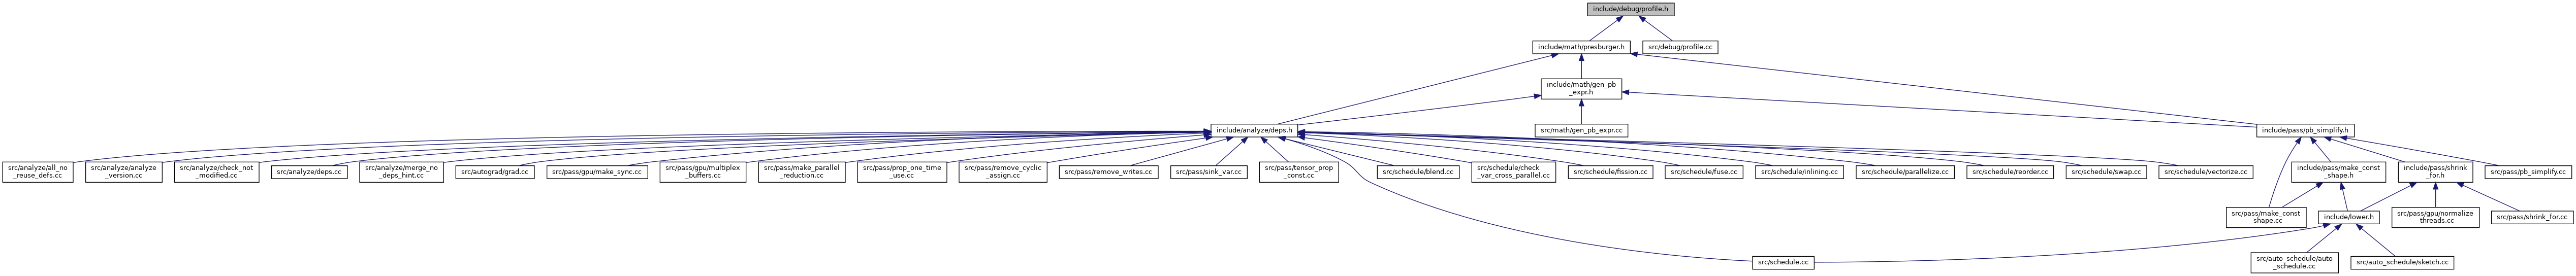 include/debug/profile.h
include/math/presburger.h
src/debug/profile.cc
include/math/gen_pb
_expr.h
include/analyze/deps.h
src/math/gen_pb_expr.cc
include/pass/pb_simplify.h
src/analyze/all_no
_reuse_defs.cc
src/analyze/analyze
_version.cc
src/analyze/check_not
_modified.cc
src/analyze/deps.cc
src/analyze/merge_no
_deps_hint.cc
src/autograd/grad.cc
src/pass/gpu/make_sync.cc
src/pass/gpu/multiplex
_buffers.cc
src/pass/make_parallel
_reduction.cc
src/pass/prop_one_time
_use.cc
src/pass/remove_cyclic
_assign.cc
src/pass/remove_writes.cc
src/pass/sink_var.cc
src/pass/tensor_prop
_const.cc
src/schedule/blend.cc
src/schedule/check
_var_cross_parallel.cc
src/schedule/fission.cc
src/schedule/fuse.cc
src/schedule/inlining.cc
src/schedule/parallelize.cc
src/schedule/reorder.cc
src/schedule/swap.cc
src/schedule/vectorize.cc
include/pass/make_const
_shape.h
include/pass/shrink
_for.h
src/pass/pb_simplify.cc
src/pass/make_const
_shape.cc
include/lower.h
src/pass/gpu/normalize
_threads.cc
src/pass/shrink_for.cc
src/schedule.cc
src/auto_schedule/auto
_schedule.cc
src/auto_schedule/sketch.cc